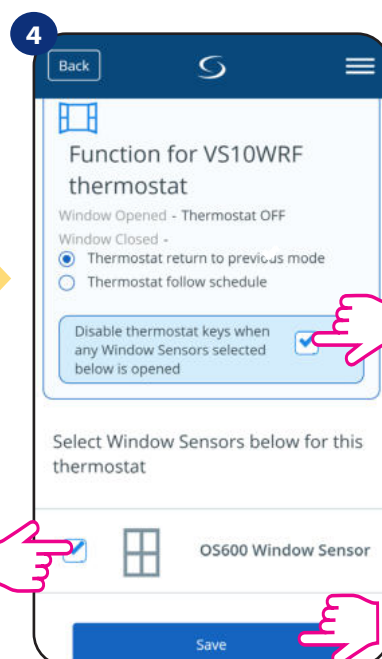 4
Back
Function for VS10WRF
thermostat
Window Opened - Thermostat OFF
Window Closed -
Thermostat return to previous mode
Thermostat follow schedule
Disable thermostat keys when
any Window Sensors selected
below is opened
Select Window Sensors below for this
thermostat
OS600 Window Sensor
Save